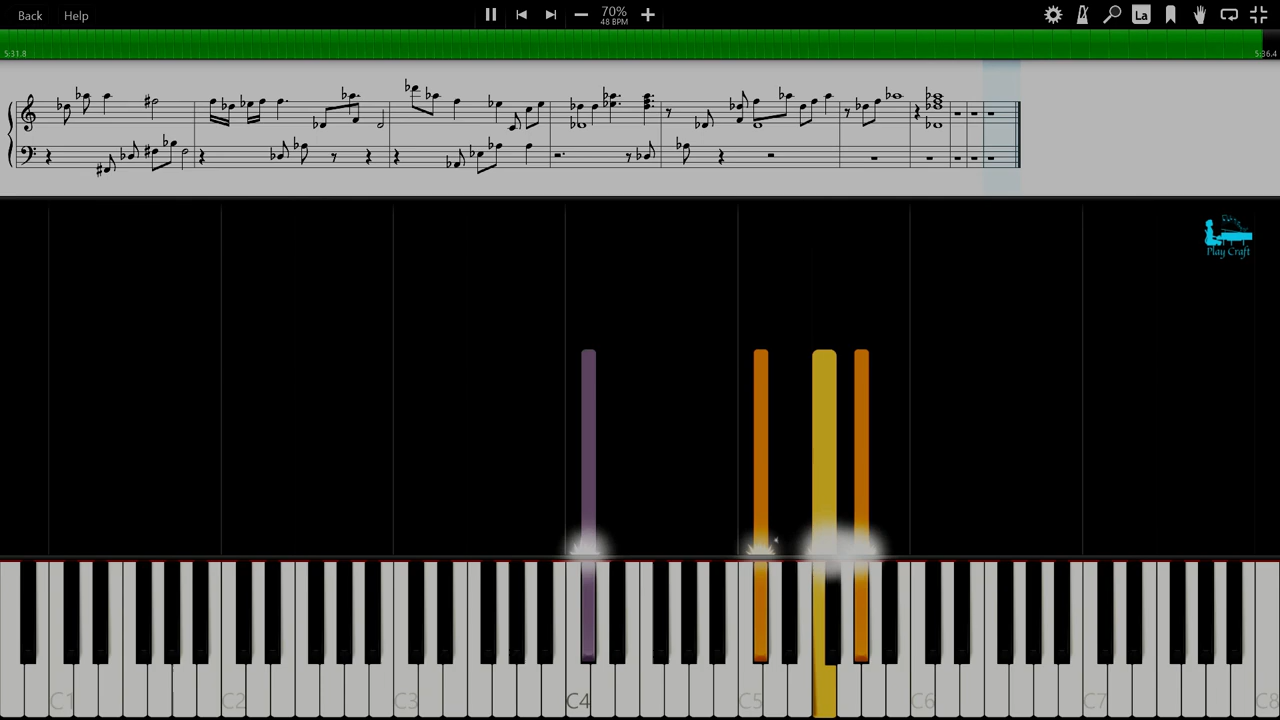 Back Help 70% La
48 BPM
5:31.8 5:36.4
Play Craft
C1 C2 C3 C4 C5 C6 C7 C8